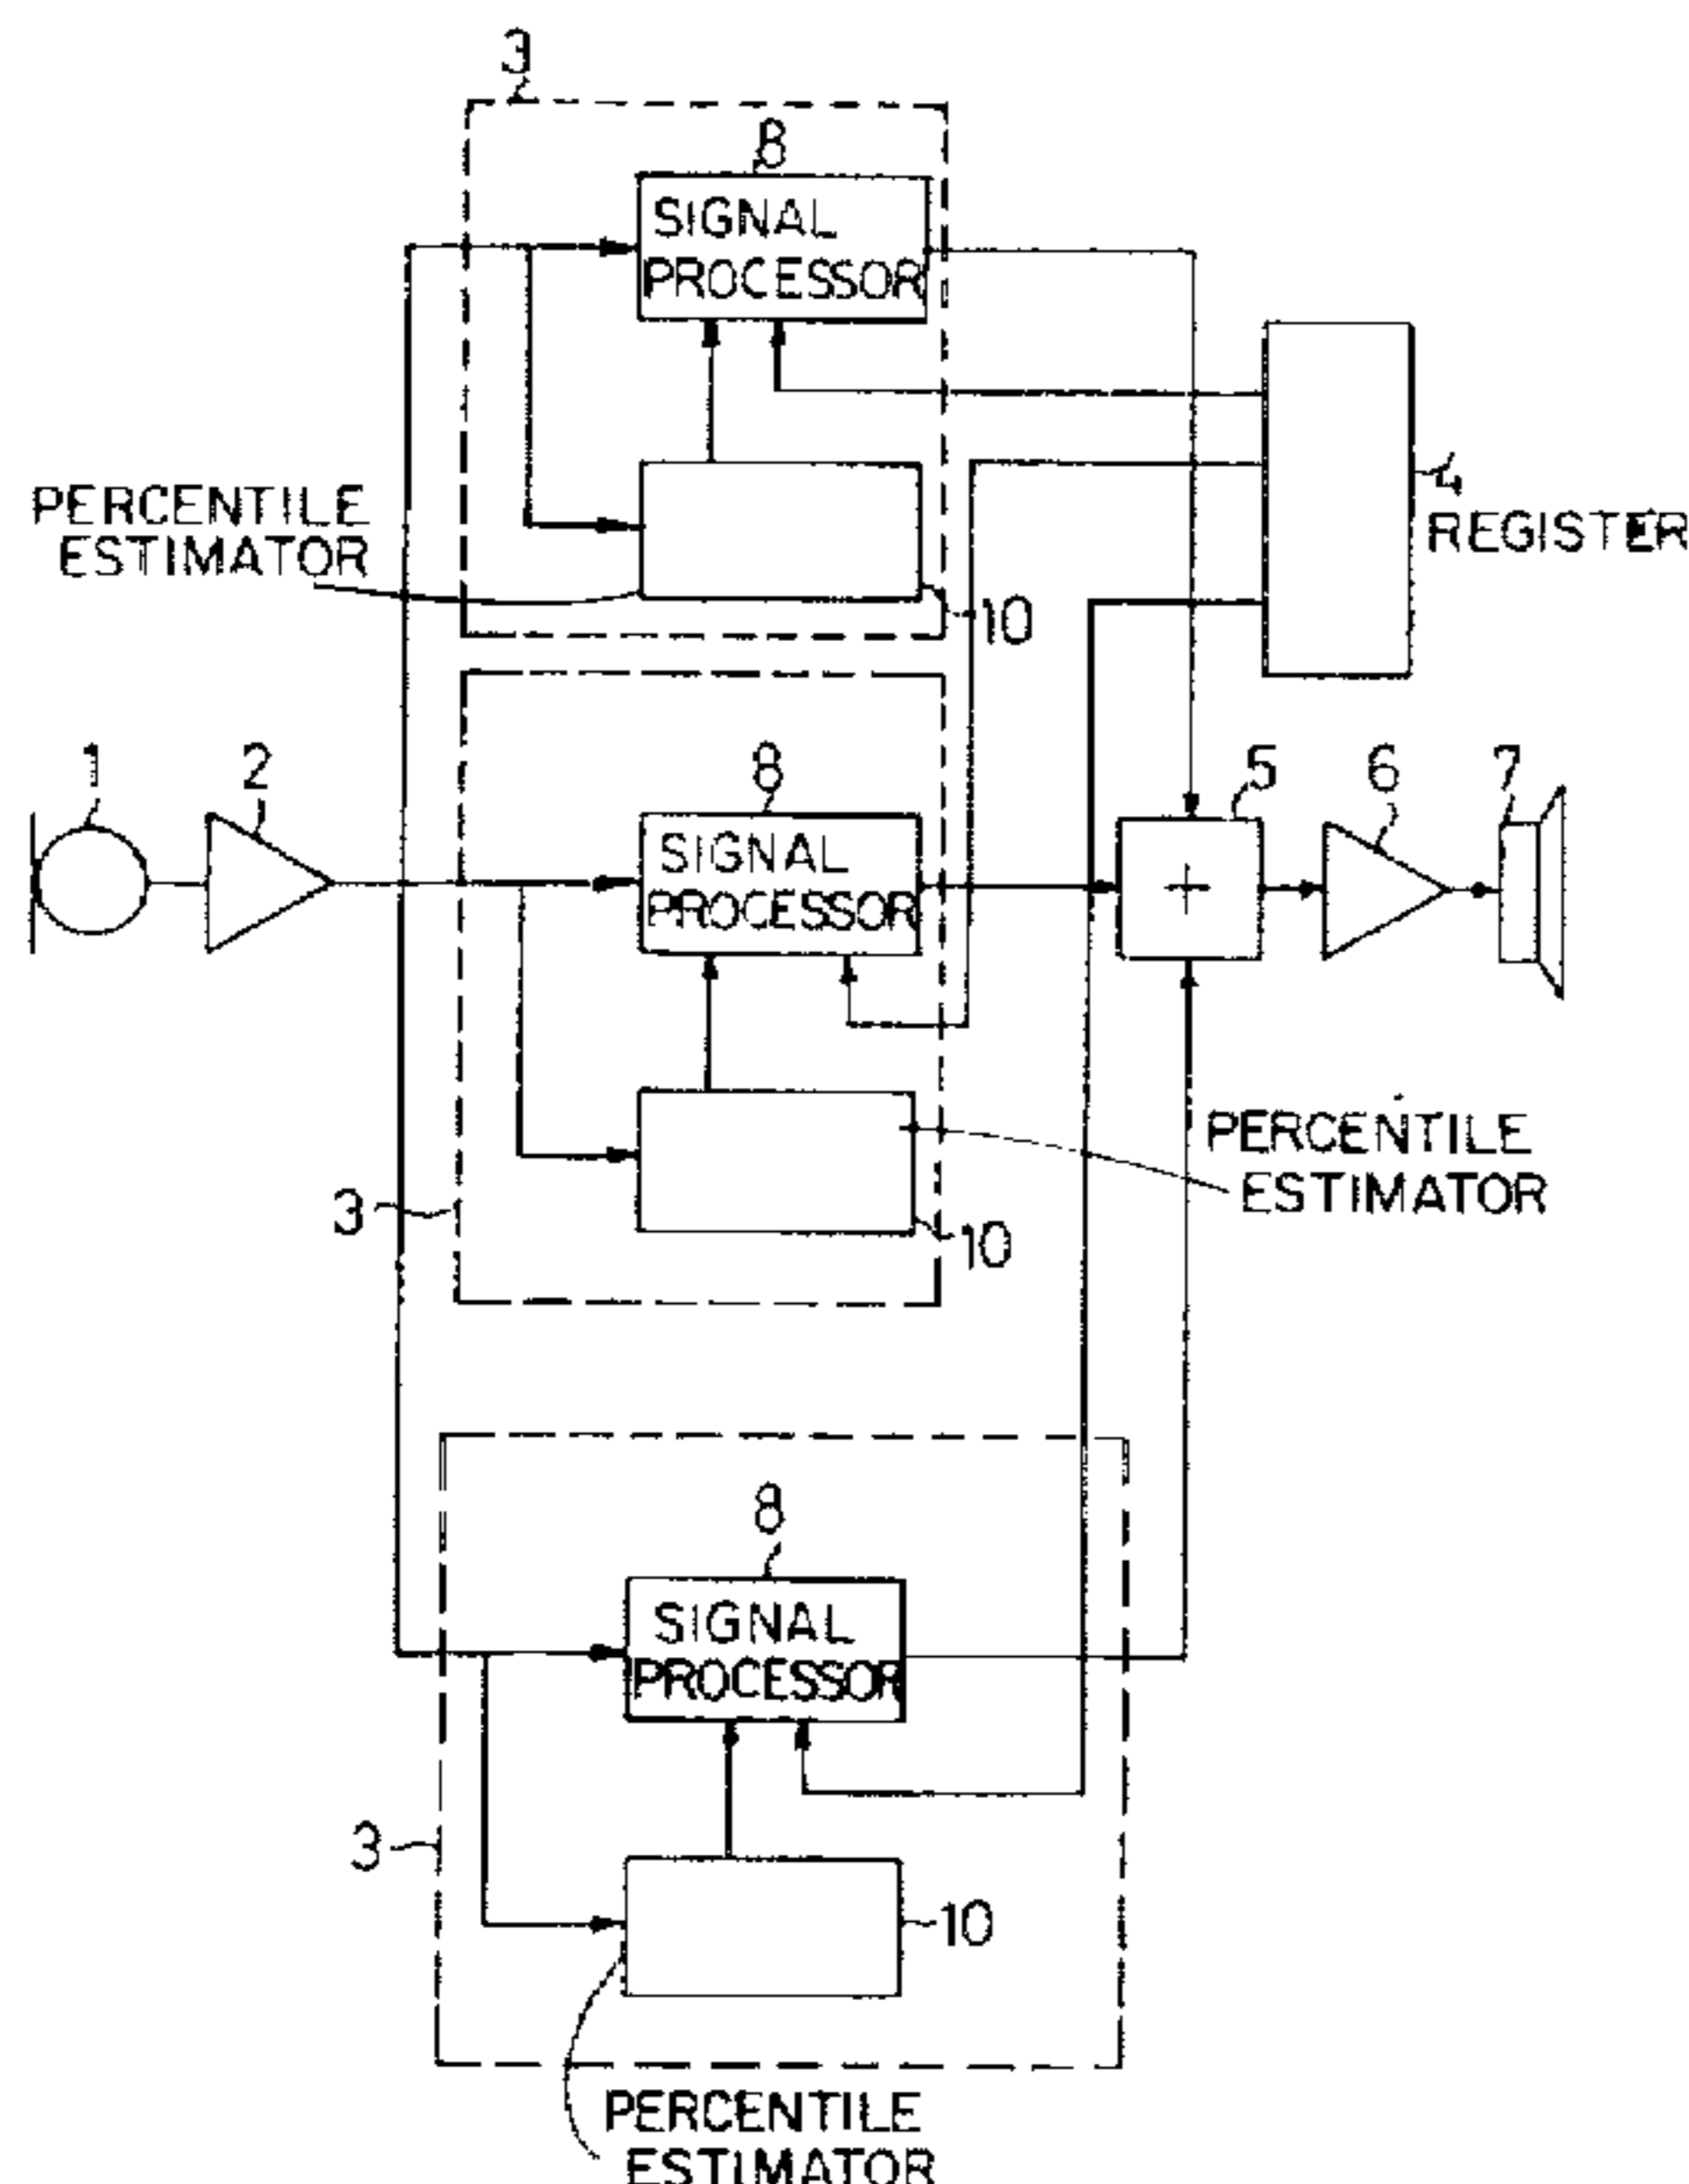 3
8
SIGNAL
PROCESSOR
PERCENTILE
ESTIMATOR
4
REGISTER
10
1
2
8
SIGNAL
PROCESSOR
5
6
7
3
10
PERCENTILE
ESTIMATOR
8
SIGNAL
PROCESSOR
3
10
PERCENTILE
ESTIMATOR
+